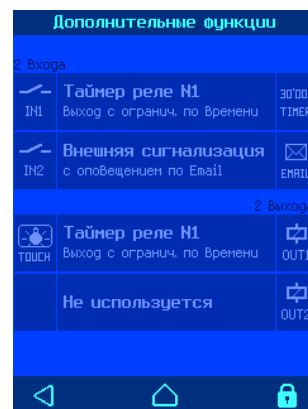 Дополнительные функции
2 Входа
Таймер реле N1
30'00
IN1
Выход с огранич. по Времени
TIMER
Внешняя сигнализация
IN2
с опоВещением по Email
EMAIL
2 Выхода
Таймер реле N1
TOUCH
Выход с огранич. по Времени
OUT1
Не используется
OUT2